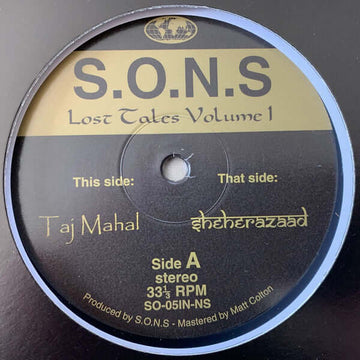 S.O.N.S
Lost Tales Volume 1
This side: That side:
Taj Mahal sheherazaad
Side A
stereo
33⅓ RPM
SO-05IN-NS
Produced by S.O.N.S - Mastered by Matt Colton